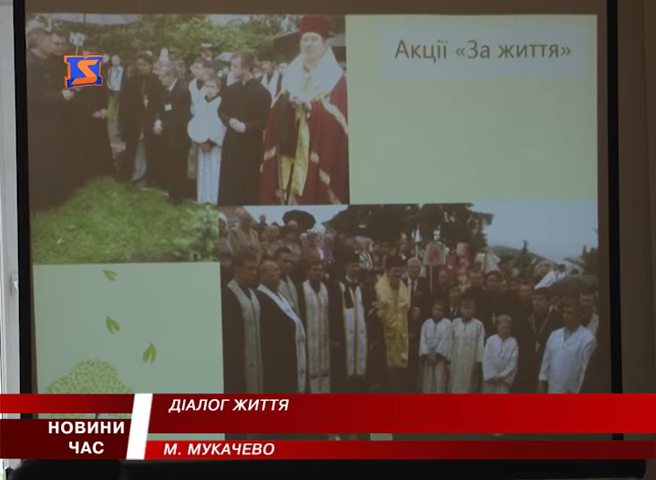 Акції «За життя»
ДІАЛОГ ЖИТТЯ
НОВИНИ
ЧАС
М. МУКАЧЕВО